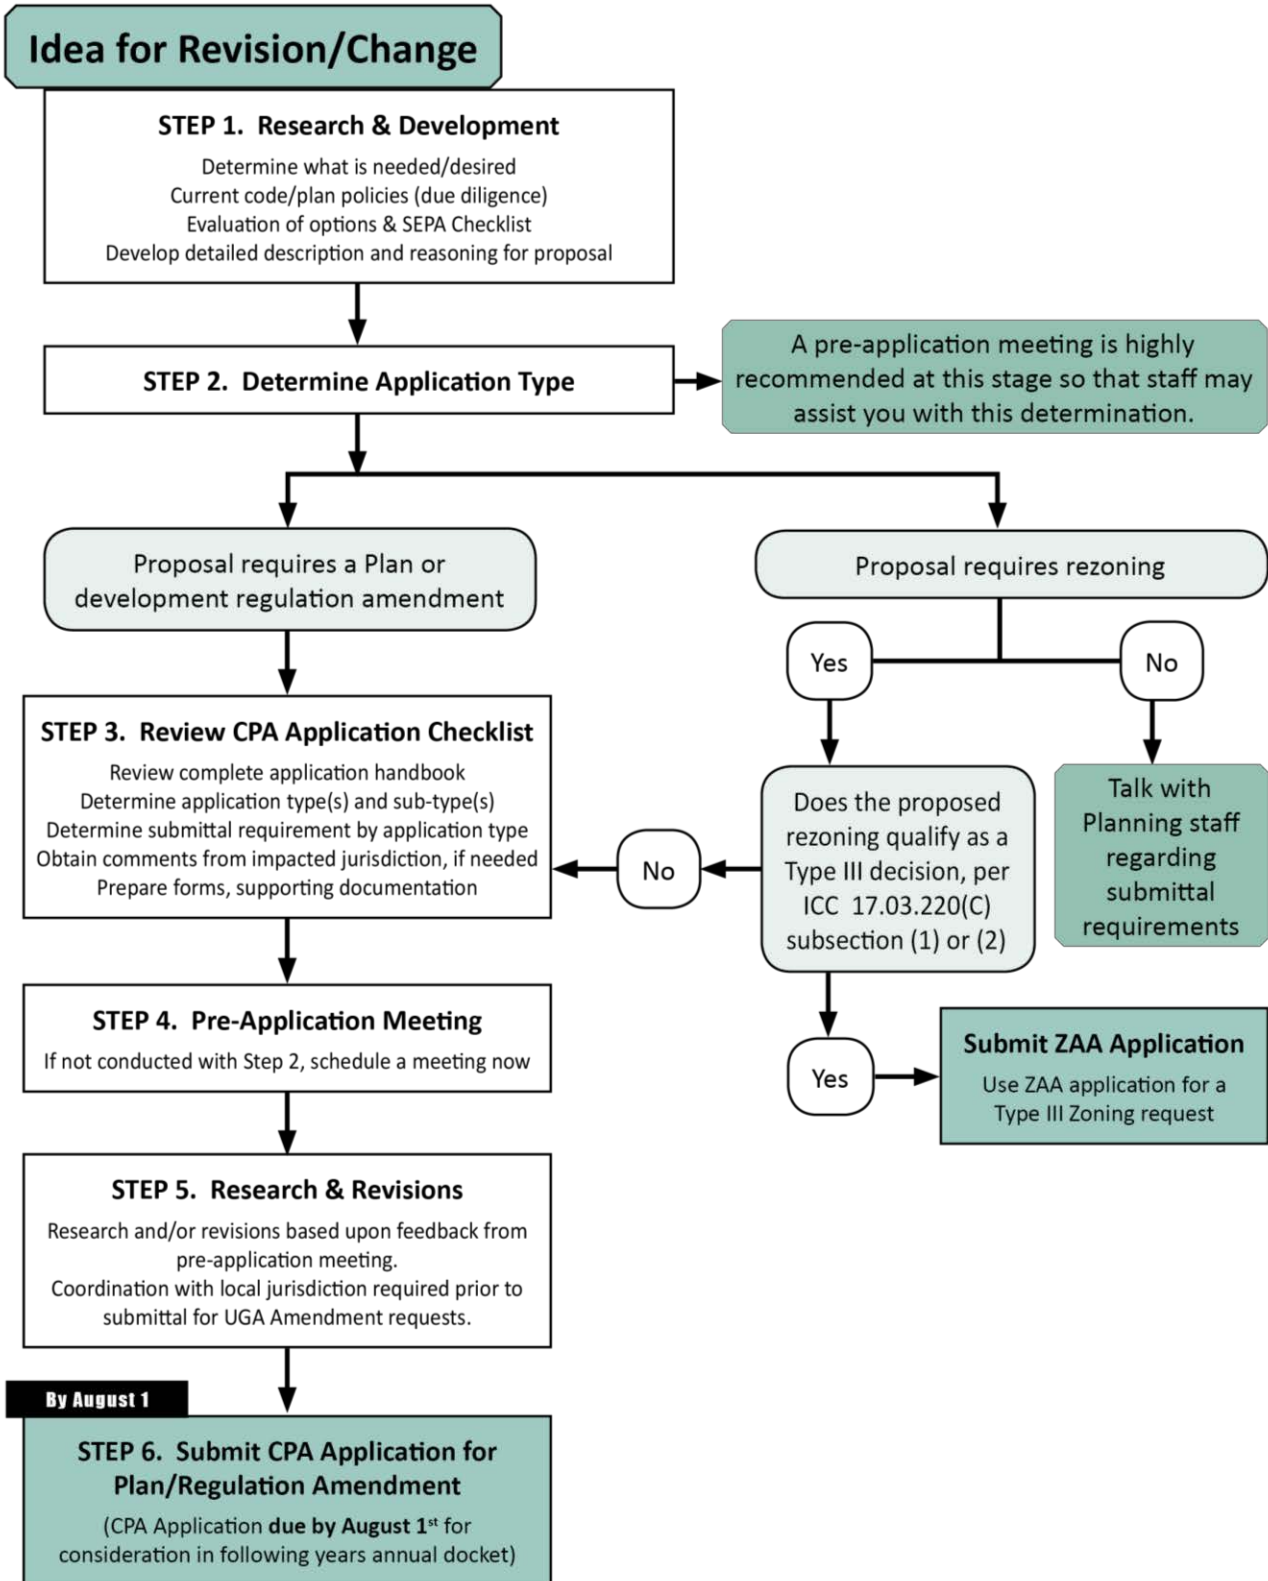 Idea for Revision/Change
STEP 1.  Research & Development
Determine what is needed/desired
Current code/plan policies (due diligence)
Evaluation of options & SEPA Checklist
Develop detailed description and reasoning for proposal
STEP 2.  Determine Application Type
A pre-application meeting is highly
recommended at this stage so that staff may
assist you with this determination.
Proposal requires a Plan or
development regulation amendment
Proposal requires rezoning
Yes
No
STEP 3.  Review CPA Application Checklist
Review complete application handbook
Determine application type(s) and sub-type(s)
Determine submittal requirement by application type
Obtain comments from impacted jurisdiction, if needed
Prepare forms, supporting documentation
No
Does the proposed
rezoning qualify as a
Type III decision, per
ICC  17.03.220(C)
subsection (1) or (2)
Talk with
Planning staff
regarding
submittal
requirements
STEP 4.  Pre-Application Meeting
If not conducted with Step 2, schedule a meeting now
Yes
Submit ZAA Application
Use ZAA application for a
Type III Zoning request
STEP 5.  Research & Revisions
Research and/or revisions based upon feedback from
pre-application meeting.
Coordination with local jurisdiction required prior to
submittal for UGA Amendment requests.
By August 1
STEP 6.  Submit CPA Application for
Plan/Regulation Amendment
(CPA Application due by August 1st for
consideration in following years annual docket)